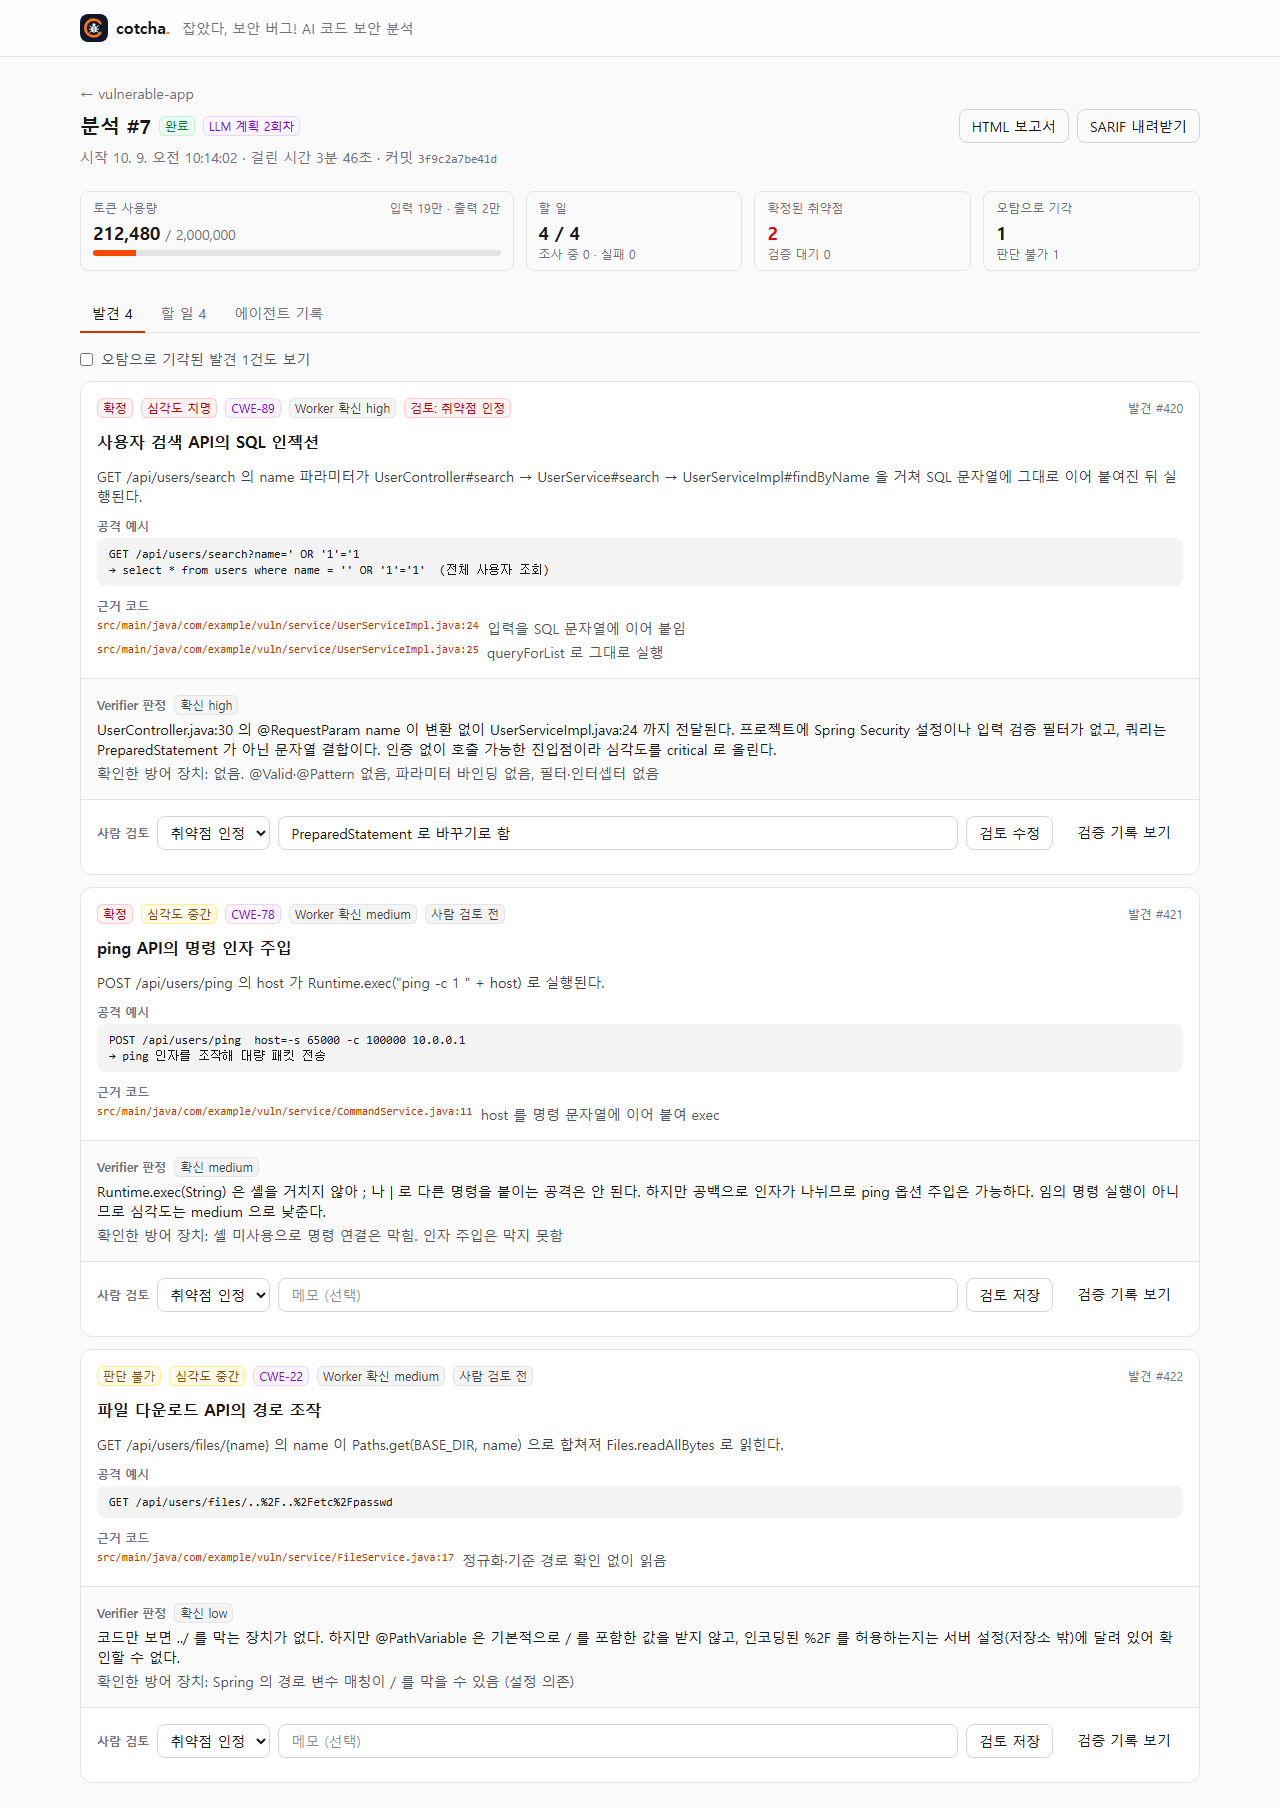 cotcha. 잡았다, 보안 버그! AI 코드 보안 분석
← vulnerable-app
분석 #7 완료 LLM 계획 2회차
HTML 보고서 SARIF 내려받기
시작 10. 9. 오전 10:14:02 · 걸린 시간 3분 46초 · 커밋 3f9c2a7be41d
토큰 사용량 입력 19만 · 출력 2만
212,480 / 2,000,000
할 일
4 / 4
조사 중 0 · 실패 0
확정된 취약점
2
검증 대기 0
오탐으로 기각
1
판단 불가 1
발견 4 할 일 4 에이전트 기록
오탐으로 기각된 발견 1건도 보기
확정 심각도 치명 CWE-89 Worker 확신 high 검토: 취약점 인정 발견 #420
사용자 검색 API의 SQL 인젝션
GET /api/users/search 의 name 파라미터가 UserController#search → UserService#search → UserServiceImpl#findByName 을 거쳐 SQL 문자열에 그대로 이어 붙여진 뒤 실
행된다.
공격 예시
GET /api/users/search?name=' OR '1'='1
→ select * from users where name = '' OR '1'='1' (전체 사용자 조회)
근거 코드
src/main/java/com/example/vuln/service/UserServiceImpl.java:24 입력을 SQL 문자열에 이어 붙임
src/main/java/com/example/vuln/service/UserServiceImpl.java:25 queryForList 로 그대로 실행
Verifier 판정 확신 high
UserController.java:30 의 @RequestParam name 이 변환 없이 UserServiceImpl.java:24 까지 전달된다. 프로젝트에 Spring Security 설정이나 입력 검증 필터가 없고, 쿼리는
PreparedStatement 가 아닌 문자열 결합이다. 인증 없이 호출 가능한 진입점이라 심각도를 critical 로 올린다.
확인한 방어 장치: 없음. @Valid·@Pattern 없음, 파라미터 바인딩 없음, 필터·인터셉터 없음
사람 검토 취약점 인정 PreparedStatement 로 바꾸기로 함 검토 수정 검증 기록 보기
확정 심각도 중간 CWE-78 Worker 확신 medium 사람 검토 전 발견 #421
ping API의 명령 인자 주입
POST /api/users/ping 의 host 가 Runtime.exec("ping -c 1 " + host) 로 실행된다.
공격 예시
POST /api/users/ping host=-s 65000 -c 100000 10.0.0.1
→ ping 인자를 조작해 대량 패킷 전송
근거 코드
src/main/java/com/example/vuln/service/CommandService.java:11 host 를 명령 문자열에 이어 붙여 exec
Verifier 판정 확신 medium
Runtime.exec(String) 은 셸을 거치지 않아 ; 나 | 로 다른 명령을 붙이는 공격은 안 된다. 하지만 공백으로 인자가 나뉘므로 ping 옵션 주입은 가능하다. 임의 명령 실행이 아니
므로 심각도는 medium 으로 낮춘다.
확인한 방어 장치: 셸 미사용으로 명령 연결은 막힘. 인자 주입은 막지 못함
사람 검토 취약점 인정 메모 (선택) 검토 저장 검증 기록 보기
판단 불가 심각도 중간 CWE-22 Worker 확신 medium 사람 검토 전 발견 #422
파일 다운로드 API의 경로 조작
GET /api/users/files/{name} 의 name 이 Paths.get(BASE_DIR, name) 으로 합쳐져 Files.readAllBytes 로 읽힌다.
공격 예시
GET /api/users/files/..%2F..%2Fetc%2Fpasswd
근거 코드
src/main/java/com/example/vuln/service/FileService.java:17 정규화·기준 경로 확인 없이 읽음
Verifier 판정 확신 low
코드만 보면 ../ 를 막는 장치가 없다. 하지만 @PathVariable 은 기본적으로 / 를 포함한 값을 받지 않고, 인코딩된 %2F 를 허용하는지는 서버 설정(저장소 밖)에 달려 있어 확
인할 수 없다.
확인한 방어 장치: Spring 의 경로 변수 매칭이 / 를 막을 수 있음 (설정 의존)
사람 검토 취약점 인정 메모 (선택) 검토 저장 검증 기록 보기